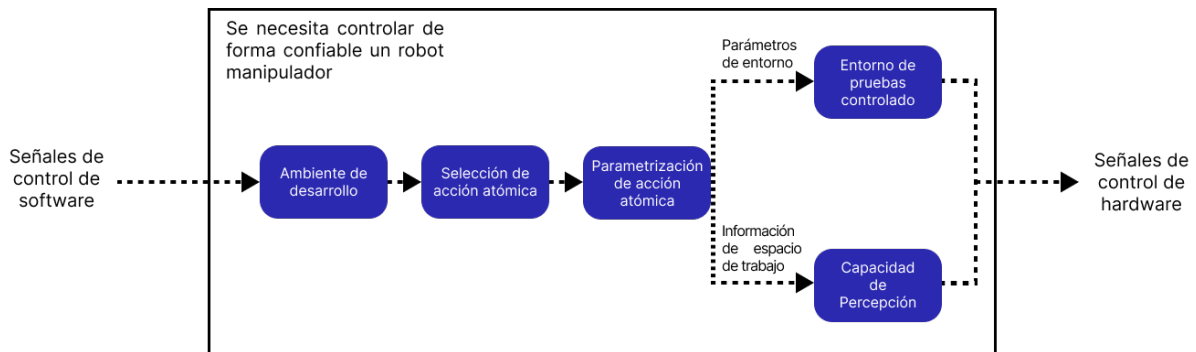 Se necesita controlar de
forma confiable un robot
manipulador
Señales de
control de
software
Ambiente de
desarrollo
Selección de
acción atómica
Parametrización
de acción
atómica
Parámetros
de entorno
Entorno de
pruebas
controlado
Información
de espacio
de trabajo
Capacidad
de
Percepción
Señales de
control de
hardware